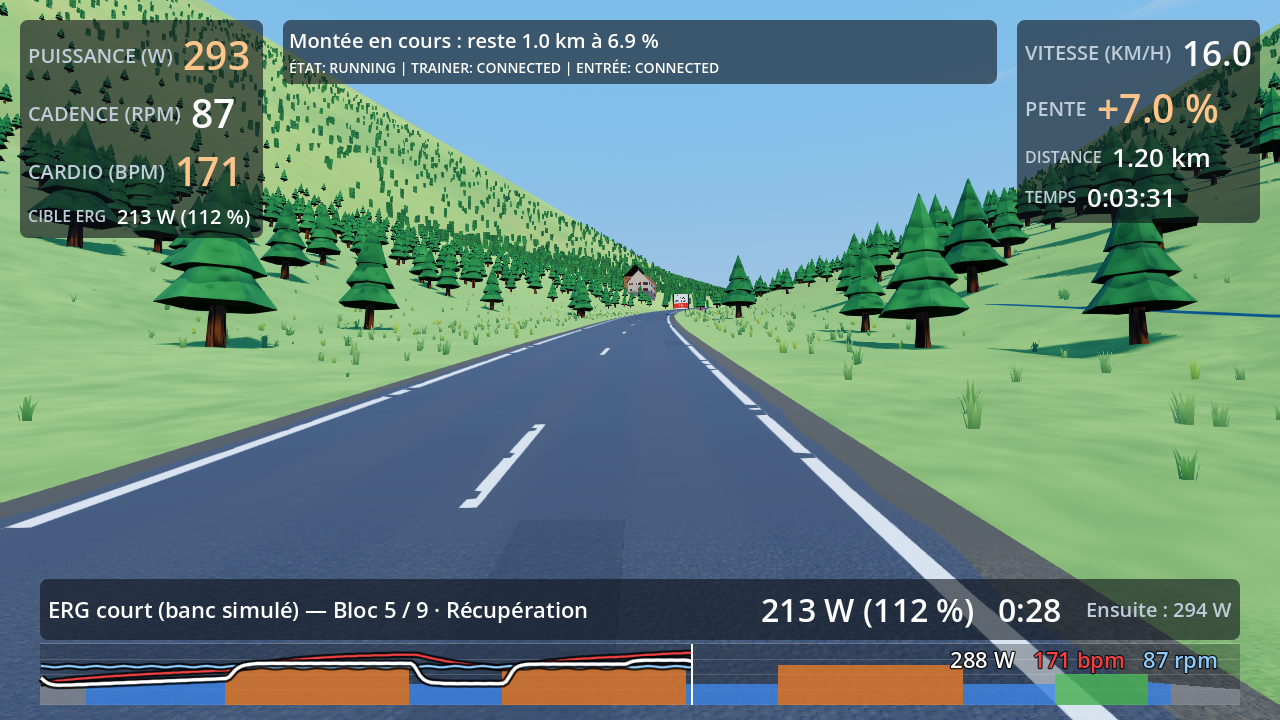 PUISSANCE (W) 293
CADENCE (RPM) 87
CARDIO (BPM) 171
CIBLE ERG 213 W (112 %)
Montée en cours : reste 1.0 km à 6.9 %
ÉTAT: RUNNING | TRAINER: CONNECTED | ENTRÉE: CONNECTED
VITESSE (KM/H) 16.0
PENTE +7.0 %
DISTANCE 1.20 km
TEMPS 0:03:31
ERG court (banc simulé) — Bloc 5 / 9 · Récupération 213 W (112 %) 0:28 Ensuite : 294 W
288 W 171 bpm 87 rpm